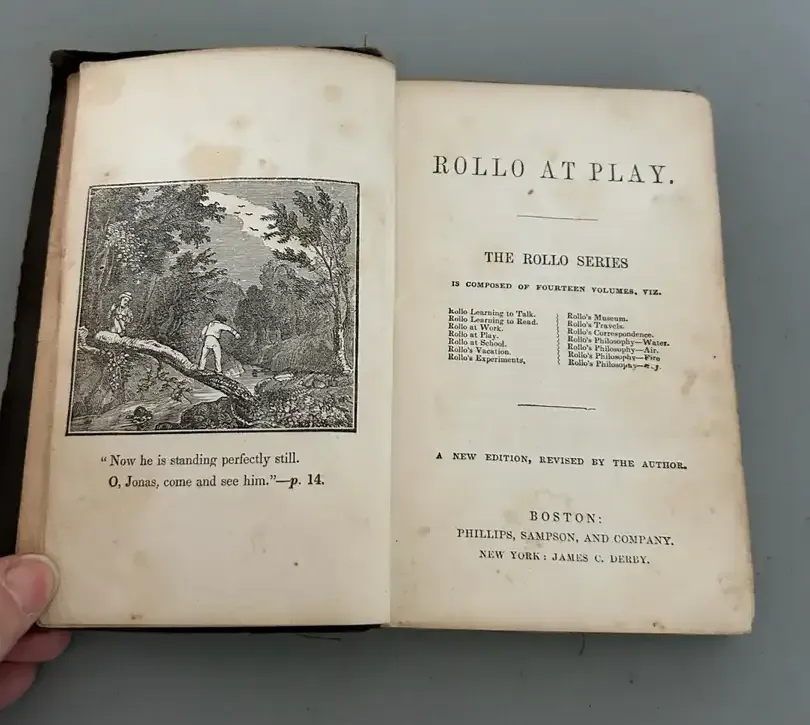 "Now he is standing perfectly still.
O, Jonas, come and see him."—p. 14.
ROLLO AT PLAY.
THE ROLLO SERIES
IS COMPOSED OF FOURTEEN VOLUMES, VIZ.
Rollo Learning to Talk.
Rollo Learning to Read.
Rollo at Work.
Rollo at Play.
Rollo at School.
Rollo's Vacation.
Rollo's Experiments.
Rollo's Museum.
Rollo's Travels.
Rollo's Correspondence.
Rollo's Philosophy—Water.
Rollo's Philosophy—Air.
Rollo's Philosophy—Fire
Rollo's Philosophy—
A NEW EDITION, REVISED BY THE AUTHOR.
BOSTON:
PHILLIPS, SAMPSON, AND COMPANY.
NEW YORK: JAMES C. DERBY.